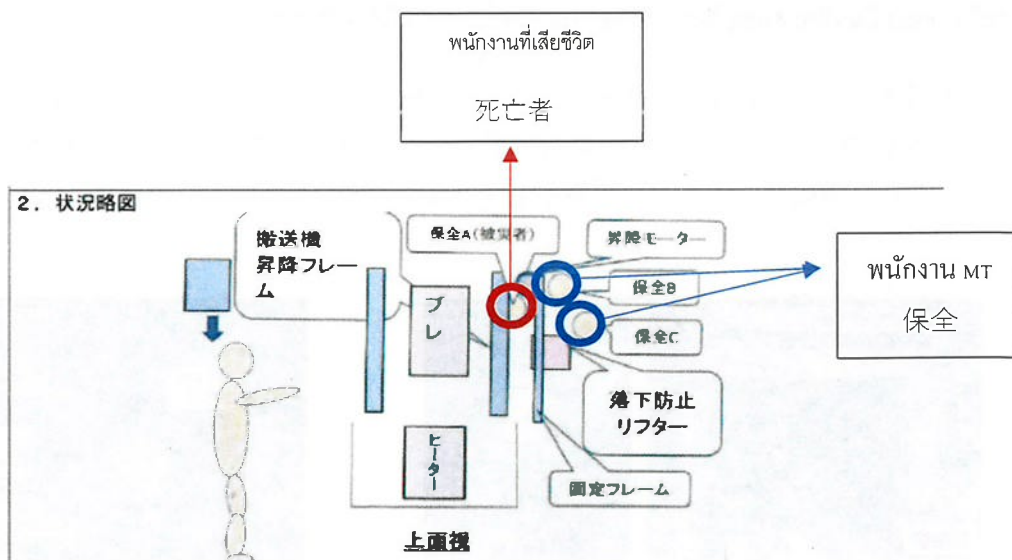 พนักงานที่เสียชีวิต
死亡者
2. 状況略図
搬送機
昇降フレー
ム
保全A(被災者)
昇降モーター
保全B
保全C
พนักงาน MT
保全
プ
レ
落下防止
リフター
ヒーター
固定フレーム
上面視